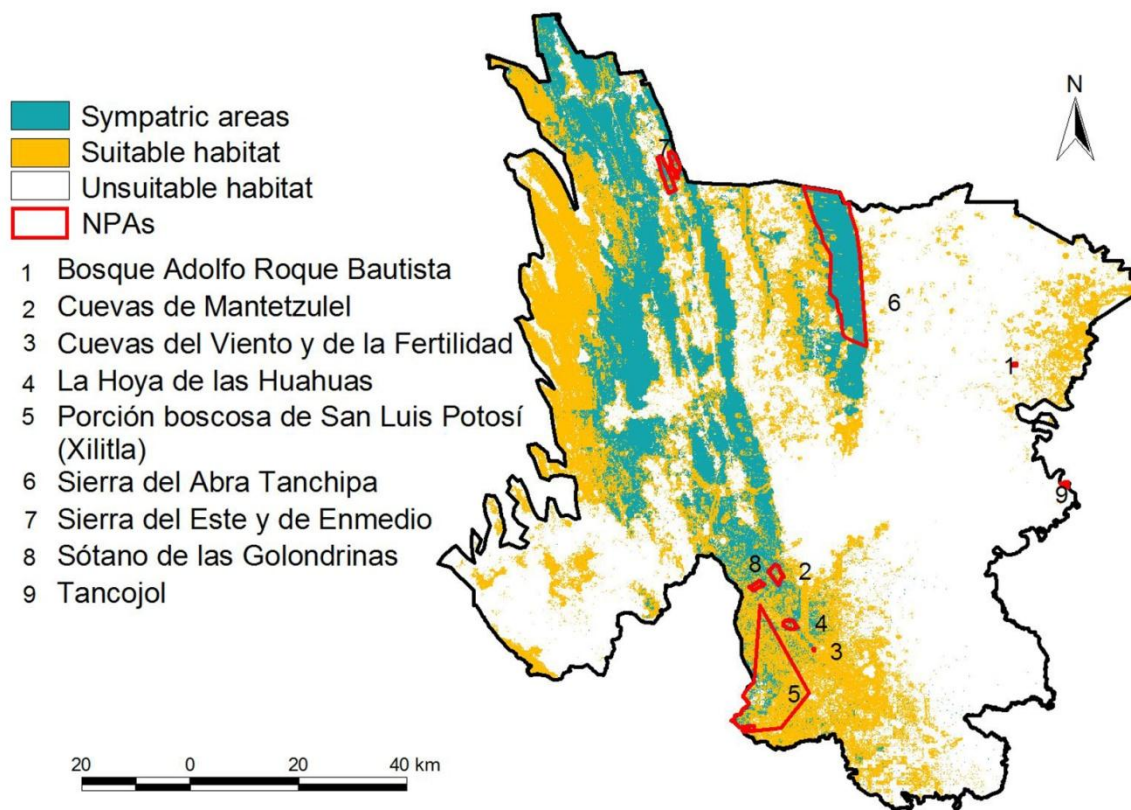 N
Sympatric areas
Suitable habitat
Unsuitable habitat
NPAs
1 Bosque Adolfo Roque Bautista
2 Cuevas de Mantetzulel
3 Cuevas del Viento y de la Fertilidad
4 La Hoya de las Huahuas
5 Porción boscosa de San Luis Potosí
(Xilitla)
6 Sierra del Abra Tanchipa
7 Sierra del Este y de Enmedio
8 Sótano de las Golondrinas
9 Tancojol
7
6
1
9
8
2
4
3
5
20 0 20 40 km